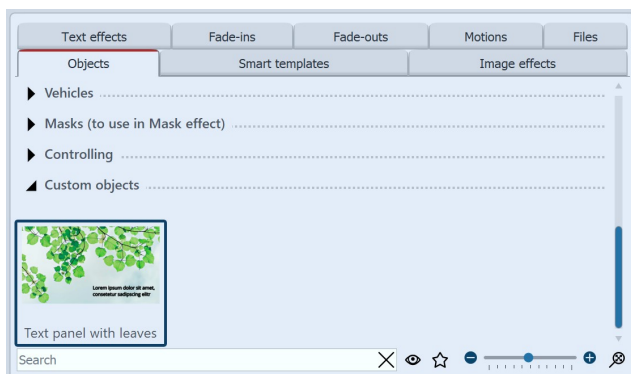 Text effects Fade-ins Fade-outs Motions Files
Objects Smart templates Image effects
Vehicles
Masks (to use in Mask effect)
Controlling
Custom objects
Lorem ipsum dolor sit amet,
consetetur sadipscing elitr
Text panel with leaves
Search